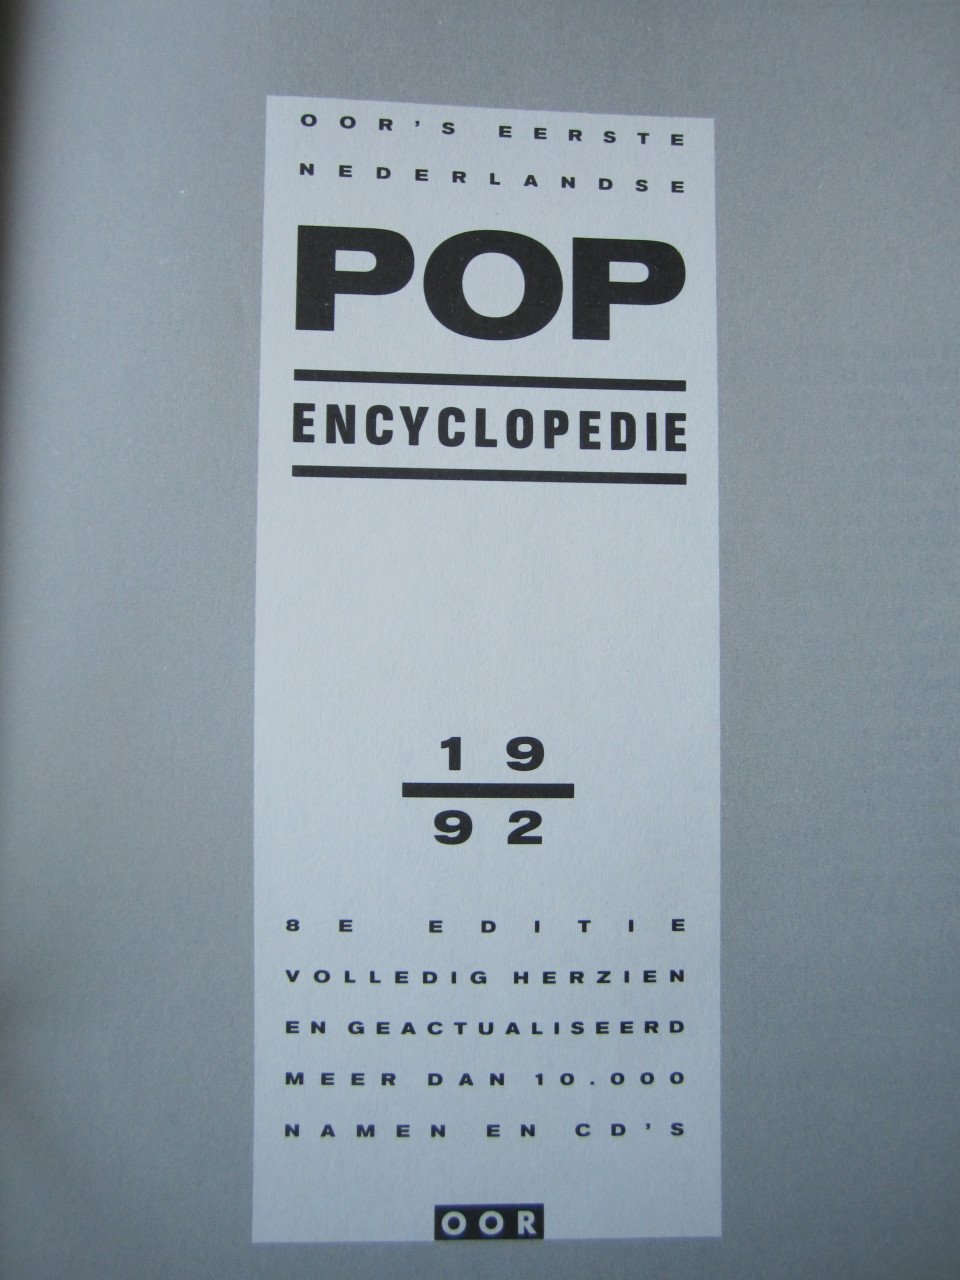 OOR'S EERSTE
NEDERLANDSE
POP
ENCYCLOPEDIE
19
92
8E EDITIE
VOLLEDIG HERZIEN
EN GEACTUALISEERD
MEER DAN 10.000
NAMEN EN CD'S
OOR